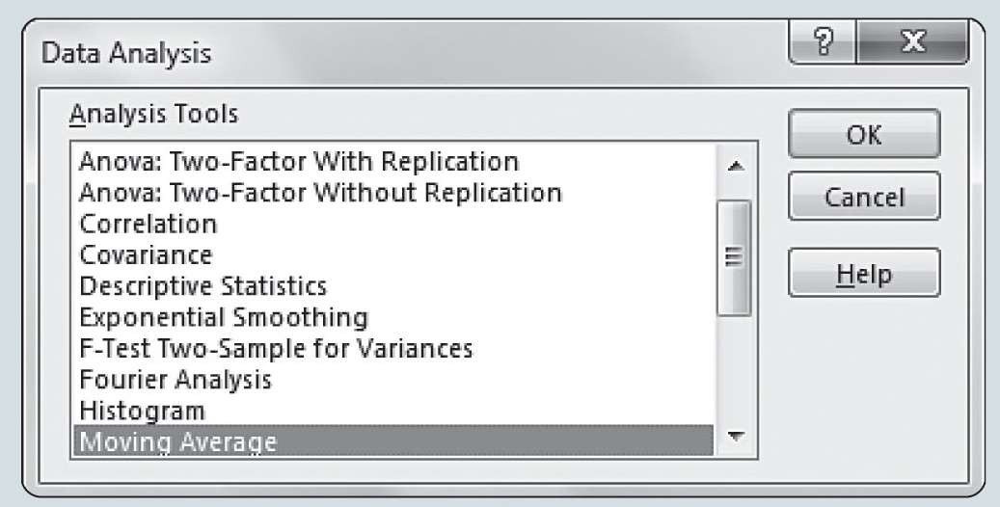 Data Analysis
?
X
Analysis Tools
Anova: Two-Factor With Replication
Anova: Two-Factor Without Replication
Correlation
Covariance
Descriptive Statistics
Exponential Smoothing
F-Test Two-Sample for Variances
Fourier Analysis
Histogram
Moving Average
OK
Cancel
Help